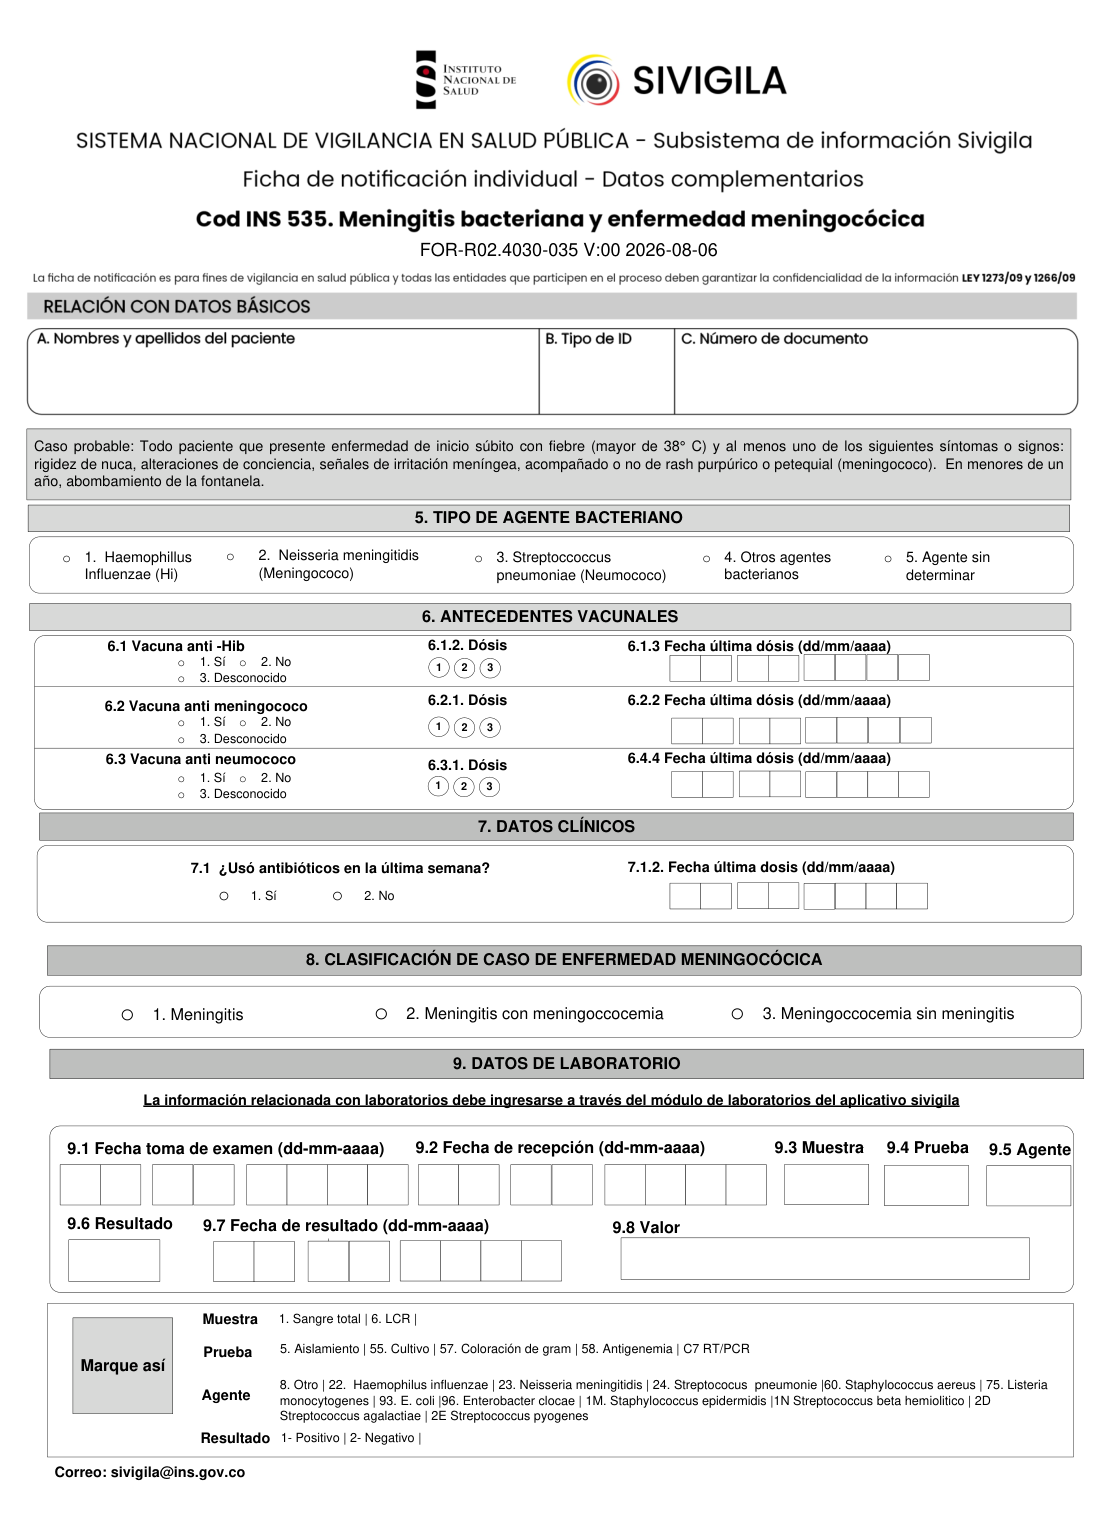 INSTITUTO
NACIONAL DE
SALUD
SIVIGILA
SISTEMA NACIONAL DE VIGILANCIA EN SALUD PÚBLICA - Subsistema de información Sivigila
Ficha de notificación individual - Datos complementarios
Cod INS 535. Meningitis bacteriana y enfermedad meningocócica
FOR-R02.4030-035 V:00 2026-08-06
La ficha de notificación es para fines de vigilancia en salud pública y todas las entidades que participen en el proceso deben garantizar la confidencialidad de la información LEY 1273/09 y 1266/09
RELACIÓN CON DATOS BÁSICOS
A. Nombres y apellidos del paciente B. Tipo de ID C. Número de documento
Caso probable: Todo paciente que presente enfermedad de inicio súbito con fiebre (mayor de 38° C) y al menos uno de los siguientes síntomas o signos:
rigidez de nuca, alteraciones de conciencia, señales de irritación meníngea, acompañado o no de rash purpúrico o petequial (meningococo). En menores de un
año, abombamiento de la fontanela.
5. TIPO DE AGENTE BACTERIANO
1. Haemophillus 2. Neisseria meningitidis 3. Streptoccoccus 4. Otros agentes 5. Agente sin
Influenzae (Hi) (Meningococo) pneumoniae (Neumococo) bacterianos determinar
6. ANTECEDENTES VACUNALES
6.1 Vacuna anti -Hib 6.1.2. Dósis 6.1.3 Fecha última dósis (dd/mm/aaaa)
1. Sí 2. No 1 2 3
3. Desconocido
6.2 Vacuna anti meningococo 6.2.1. Dósis 6.2.2 Fecha última dósis (dd/mm/aaaa)
1. Sí 2. No 1 2 3
3. Desconocido
6.3 Vacuna anti neumococo 6.3.1. Dósis 6.4.4 Fecha última dósis (dd/mm/aaaa)
1. Sí 2. No 1 2 3
3. Desconocido
7. DATOS CLÍNICOS
7.1 ¿Usó antibióticos en la última semana? 7.1.2. Fecha última dosis (dd/mm/aaaa)
1. Sí 2. No
8. CLASIFICACIÓN DE CASO DE ENFERMEDAD MENINGOCÓCICA
1. Meningitis 2. Meningitis con meningoccocemia 3. Meningoccocemia sin meningitis
9. DATOS DE LABORATORIO
La información relacionada con laboratorios debe ingresarse a través del módulo de laboratorios del aplicativo sivigila
9.1 Fecha toma de examen (dd-mm-aaaa) 9.2 Fecha de recepción (dd-mm-aaaa) 9.3 Muestra 9.4 Prueba 9.5 Agente
9.6 Resultado 9.7 Fecha de resultado (dd-mm-aaaa) 9.8 Valor
Marque así
Muestra 1. Sangre total | 6. LCR |
Prueba 5. Aislamiento | 55. Cultivo | 57. Coloración de gram | 58. Antigenemia | C7 RT/PCR
Agente 8. Otro | 22. Haemophilus influenzae | 23. Neisseria meningitidis | 24. Streptococus pneumonie |60. Staphylococcus aereus | 75. Listeria
monocytogenes | 93. E. coli |96. Enterobacter clocae | 1M. Staphylococcus epidermidis |1N Streptococcus beta hemiolitico | 2D
Streptococcus agalactiae | 2E Streptococcus pyogenes
Resultado 1- Positivo | 2- Negativo |
Correo: sivigila@ins.gov.co